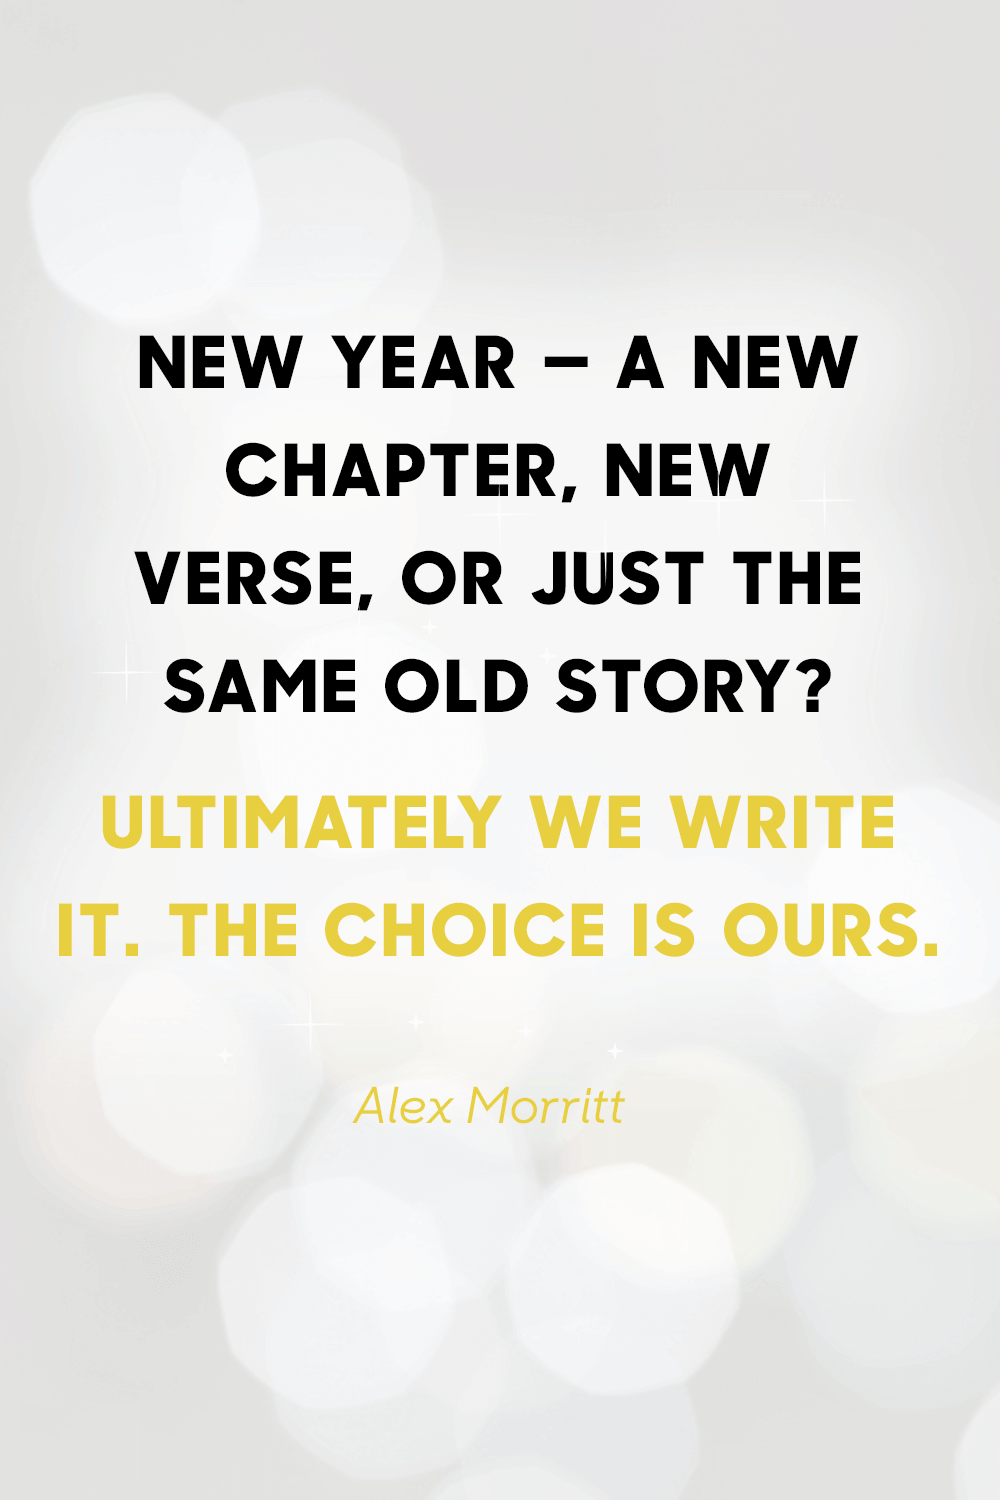 NEW YEAR – A NEW
CHAPTER, NEW
VERSE, OR JUST THE
SAME OLD STORY?
ULTIMATELY WE WRITE
IT. THE CHOICE IS OURS.
Alex Morritt